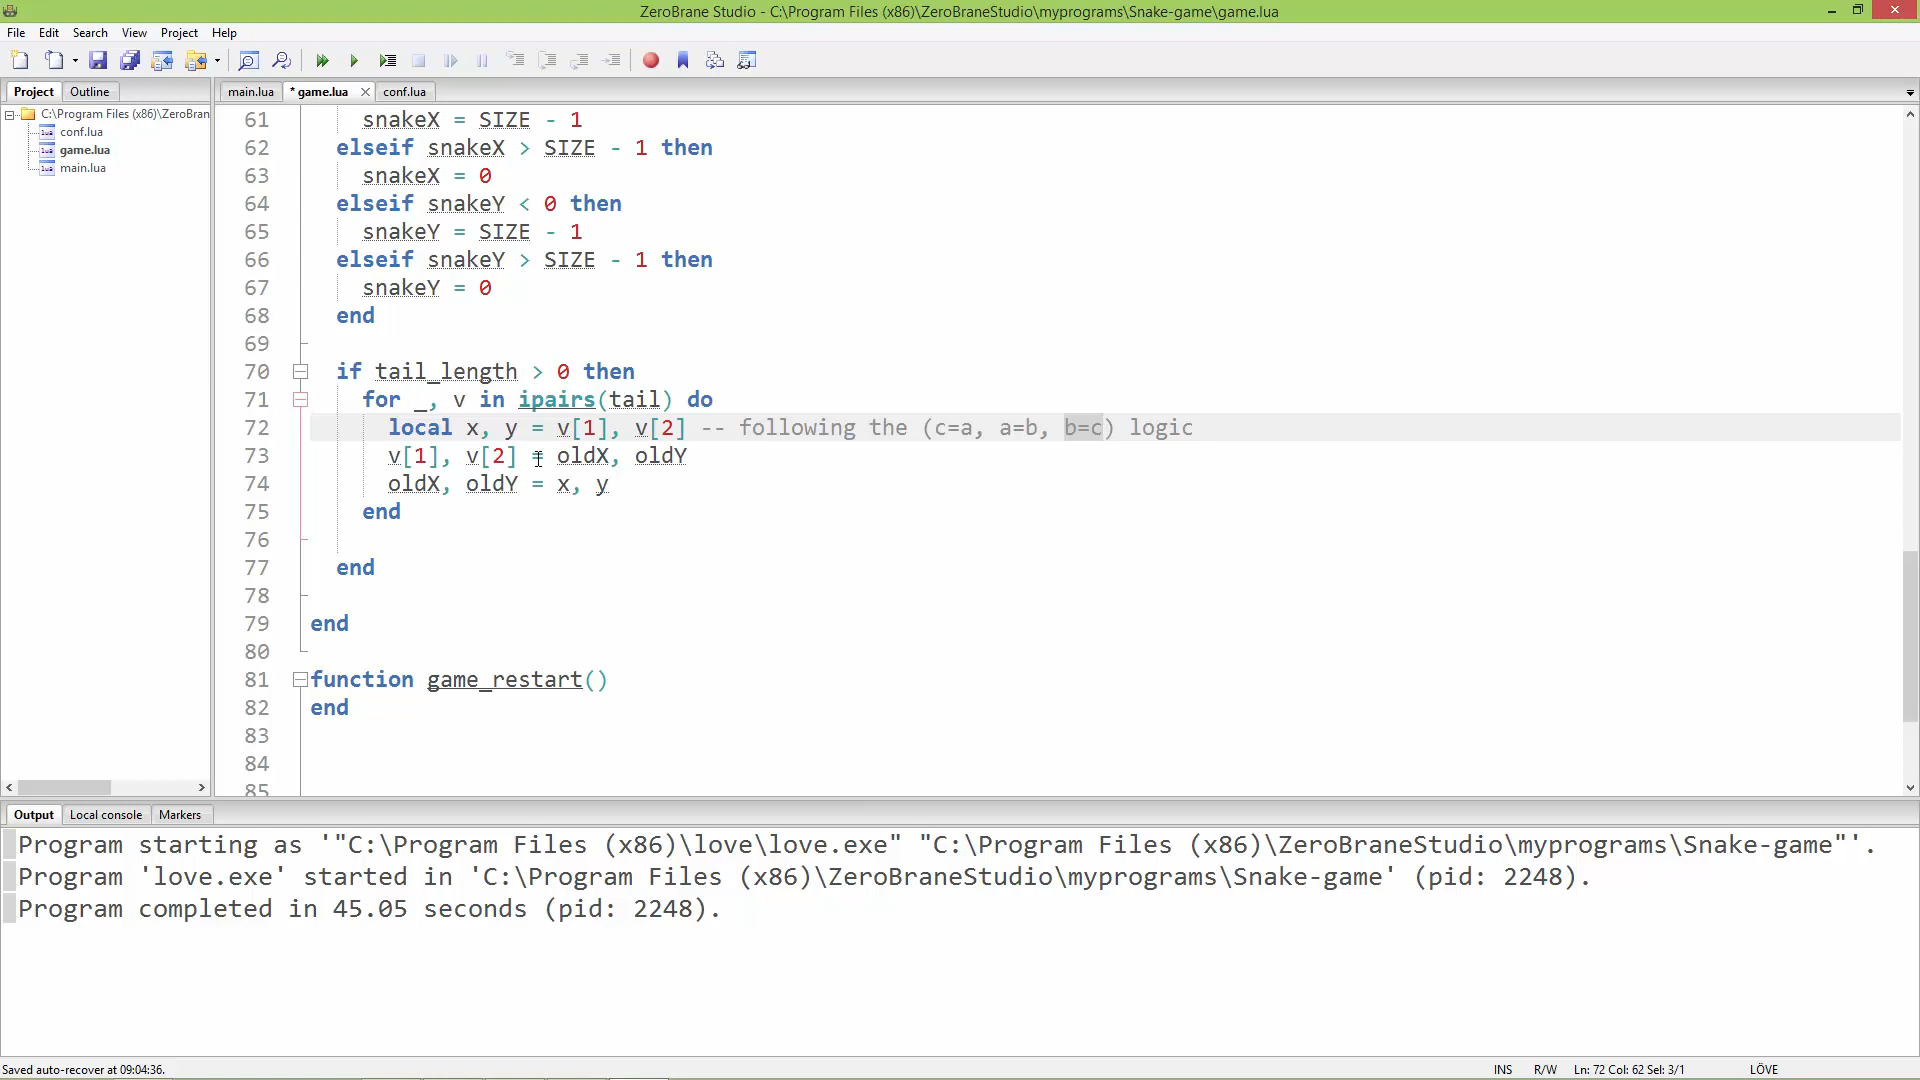 ZeroBrane Studio - C:\Program Files (x86)\ZeroBraneStudio\myprograms\Snake-game\game.lua
File Edit Search View Project Help
Project Outline
main.lua * game.lua conf.lua
C:\Program Files (x86)\ZeroBran
conf.lua
game.lua
main.lua
61 snakeX = SIZE - 1
62 elseif snakeX > SIZE - 1 then
63 snakeX = 0
64 elseif snakeY < 0 then
65 snakeY = SIZE - 1
66 elseif snakeY > SIZE - 1 then
67 snakeY = 0
68 end
69
70 if tail_length > 0 then
71 for _, v in ipairs(tail) do
72 local x, y = v[1], v[2] -- following the (c=a, a=b, b=c) logic
73 v[1], v[2] = oldX, oldY
74 oldX, oldY = x, y
75 end
76
77 end
78
79 end
80
81 function game_restart()
82 end
83
84
85
Output Local console Markers
Program starting as '"C:\Program Files (x86)\love\love.exe" "C:\Program Files (x86)\ZeroBraneStudio\myprograms\Snake-game"'.
Program 'love.exe' started in 'C:\Program Files (x86)\ZeroBraneStudio\myprograms\Snake-game' (pid: 2248).
Program completed in 45.05 seconds (pid: 2248).
Saved auto-recover at 09:04:36.
INS R/W Ln: 72 Col: 62 Sel: 3/1 LÖVE